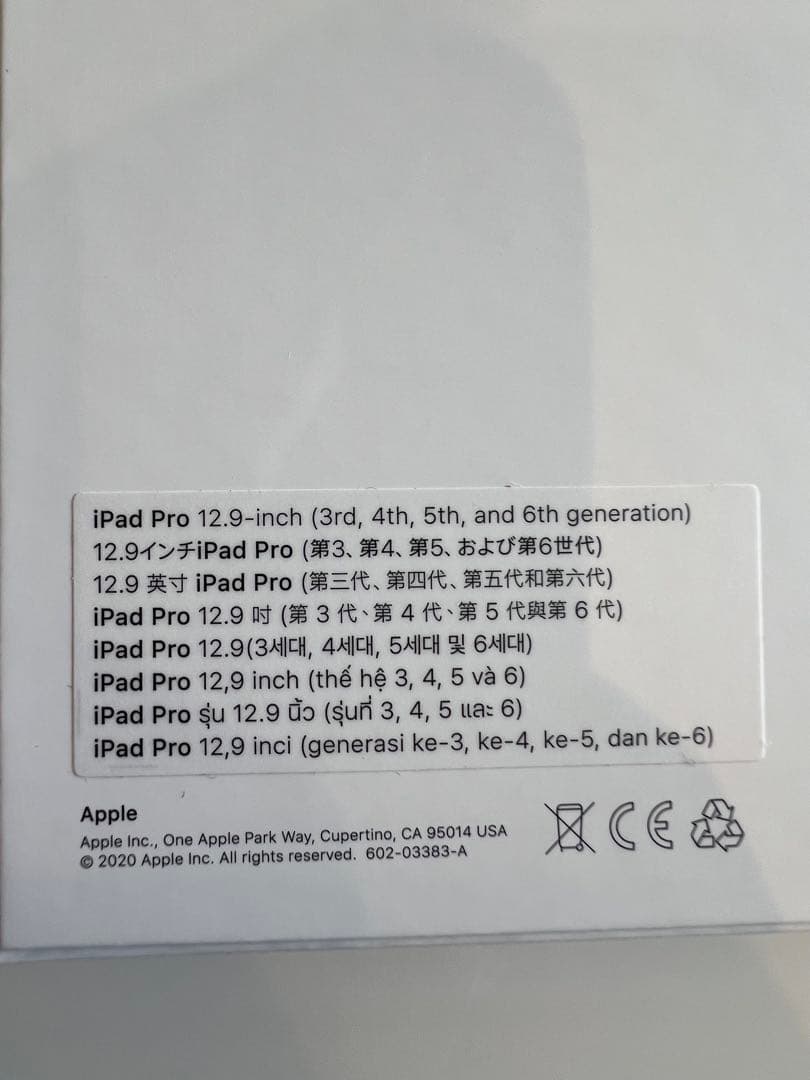 iPad Pro 12.9-inch (3rd, 4th, 5th, and 6th generation)
12.9インチiPad Pro (第3、第4、第5、および第6世代)
12.9 英寸 iPad Pro (第三代、第四代、第五代和第六代)
iPad Pro 12.9 吋 (第 3 代、第 4 代、第 5 代與第 6 代)
iPad Pro 12.9(3세대, 4세대, 5세대 및 6세대)
iPad Pro 12,9 inch (thế hệ 3, 4, 5 và 6)
iPad Pro รุ่น 12.9 นิ้ว (รุ่นที่ 3, 4, 5 และ 6)
iPad Pro 12,9 inci (generasi ke-3, ke-4, ke-5, dan ke-6)
Apple
Apple Inc., One Apple Park Way, Cupertino, CA 95014 USA
© 2020 Apple Inc. All rights reserved. 602-03383-A
CE